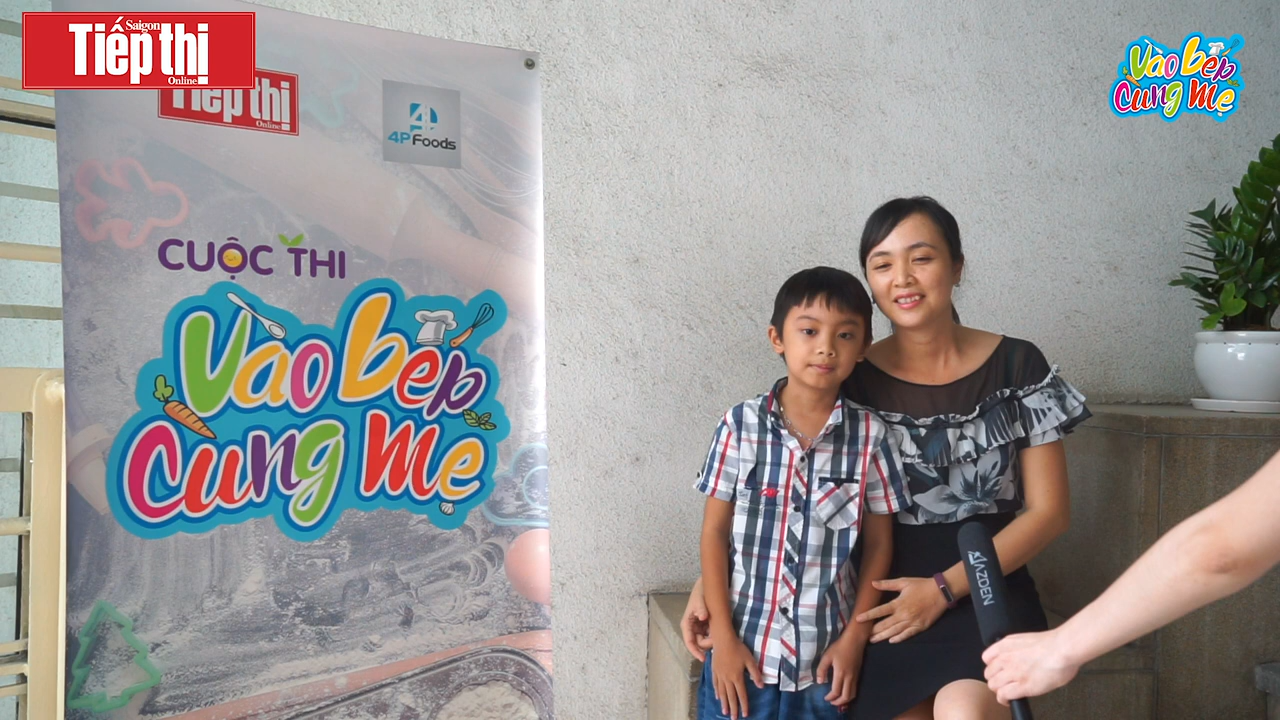 Saigon
Tiếp thị
Online
Tiếp thị
Online
4P Foods
CUỘC THI
Vào bếp
Cùng Mẹ
Vào bếp
Cùng Mẹ
AZDEN